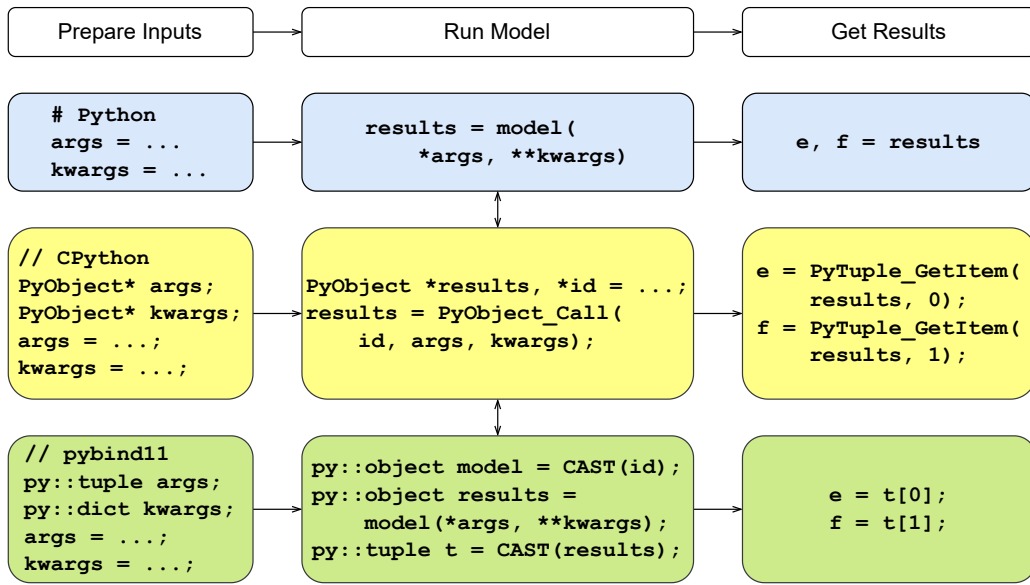 Prepare Inputs
Run Model
Get Results
# Python
args = ...
kwargs = ...
results = model(
*args, **kwargs)
e, f = results
// CPython
PyObject* args;
PyObject* kwargs;
args = ...;
kwargs = ...;
PyObject *results, *id = ...;
results = PyObject_Call(
id, args, kwargs);
e = PyTuple_GetItem(
results, 0);
f = PyTuple_GetItem(
results, 1);
// pybind11
py::tuple args;
py::dict kwargs;
args = ...;
kwargs = ...;
py::object model = CAST(id);
py::object results =
model(*args, **kwargs);
py::tuple t = CAST(results);
e = t[0];
f = t[1];